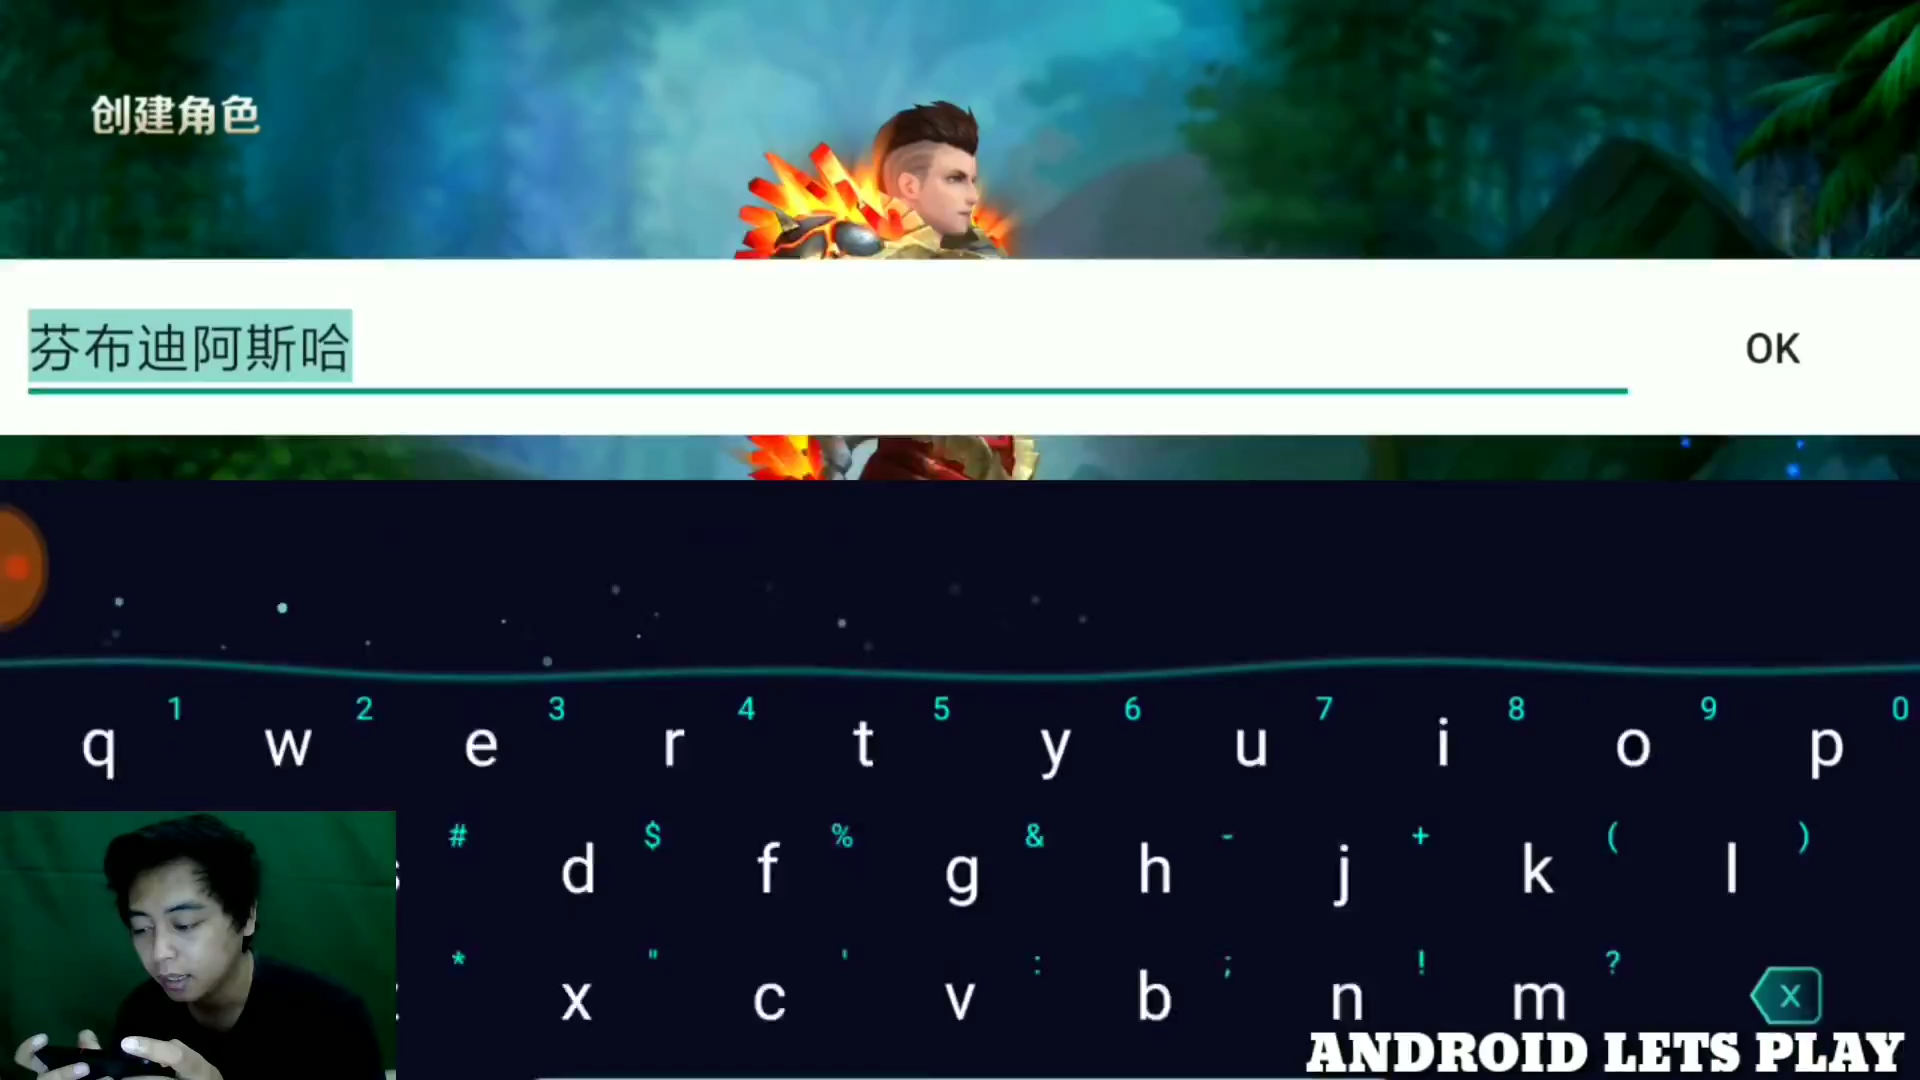 创建角色
芬布迪阿斯哈
OK
1 2 3 4 5 6 7 8 9 0
q w e r t y u i o p
# $ % & - + ( )
d f g h j k l
* " ' : ; ! ?
x c v b n m
X
ANDROID LETS PLAY